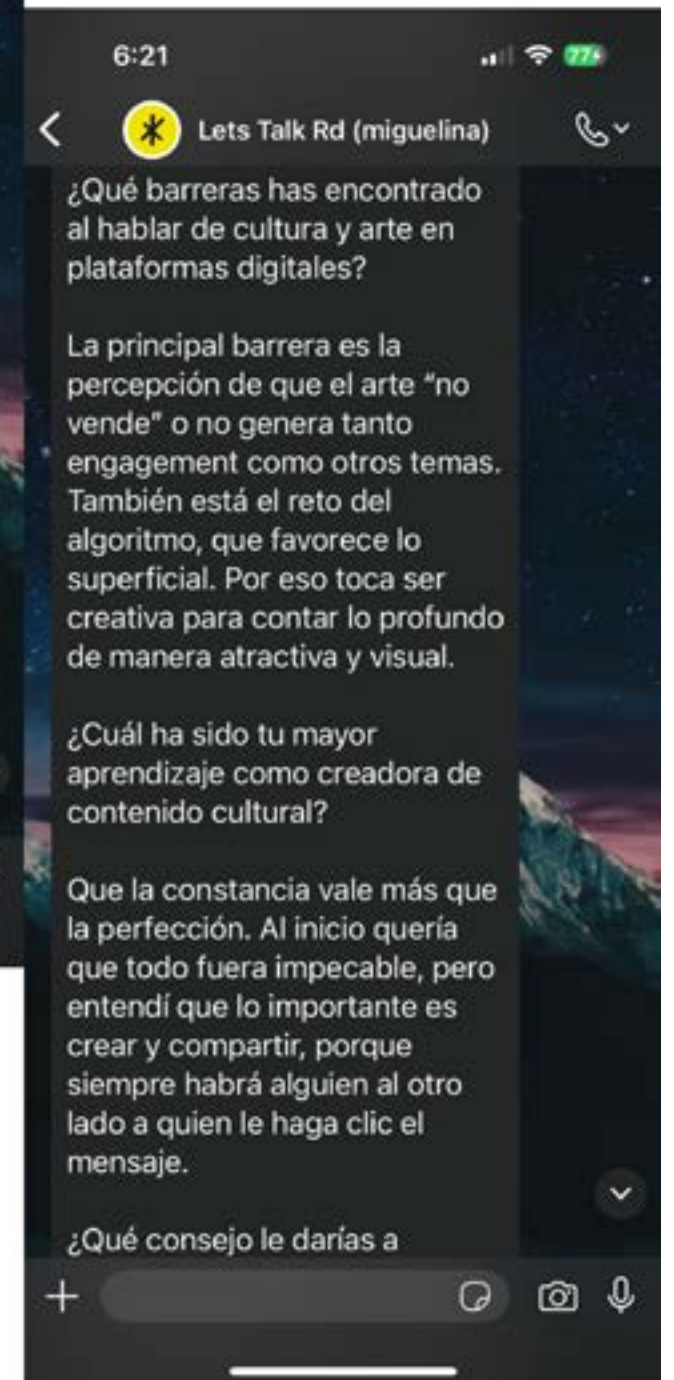 6:21
77
Lets Talk Rd (miguelina)
¿Qué barreras has encontrado
al hablar de cultura y arte en
plataformas digitales?
La principal barrera es la
percepción de que el arte “no
vende” o no genera tanto
engagement como otros temas.
También está el reto del
algoritmo, que favorece lo
superficial. Por eso toca ser
creativa para contar lo profundo
de manera atractiva y visual.
¿Cuál ha sido tu mayor
aprendizaje como creadora de
contenido cultural?
Que la constancia vale más que
la perfección. Al inicio quería
que todo fuera impecable, pero
entendí que lo importante es
crear y compartir, porque
siempre habrá alguien al otro
lado a quien le haga clic el
mensaje.
¿Qué consejo le darías a